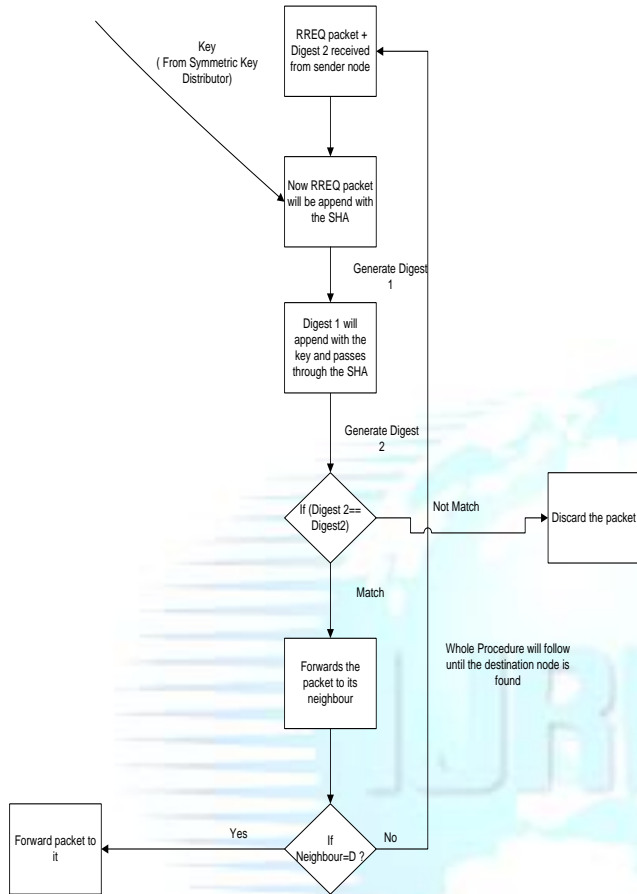 Key
( From Symmetric Key
Distributor)
RREQ packet +
Digest 2 received
from sender node
Now RREQ packet
will be append with
the SHA
Generate Digest
1
Digest 1 will
append with the
key and passes
through the SHA
Generate Digest
2
If (Digest 2==
Digest2)
Not Match
Discard the packet
Match
Forwards the
packet to its
neighbour
Whole Procedure will follow
until the destination node is
found
Yes
If
Neighbour=D ?
No
Forward packet to
it